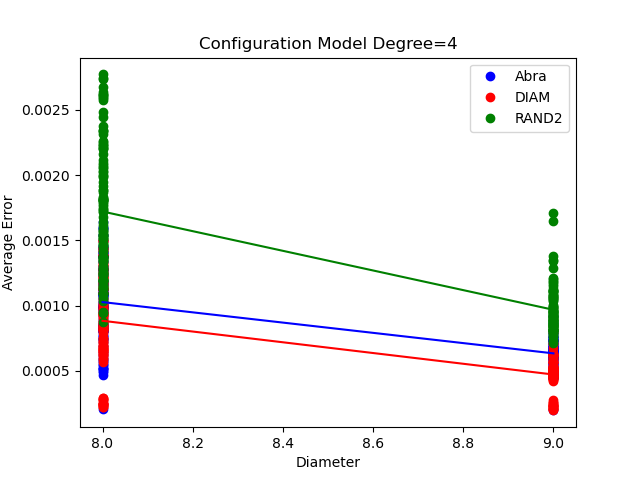 Configuration Model Degree=4
Abra
DIAM
RAND2
0.0025
0.0020
0.0015
0.0010
0.0005
Average Error
8.0 8.2 8.4 8.6 8.8 9.0
Diameter